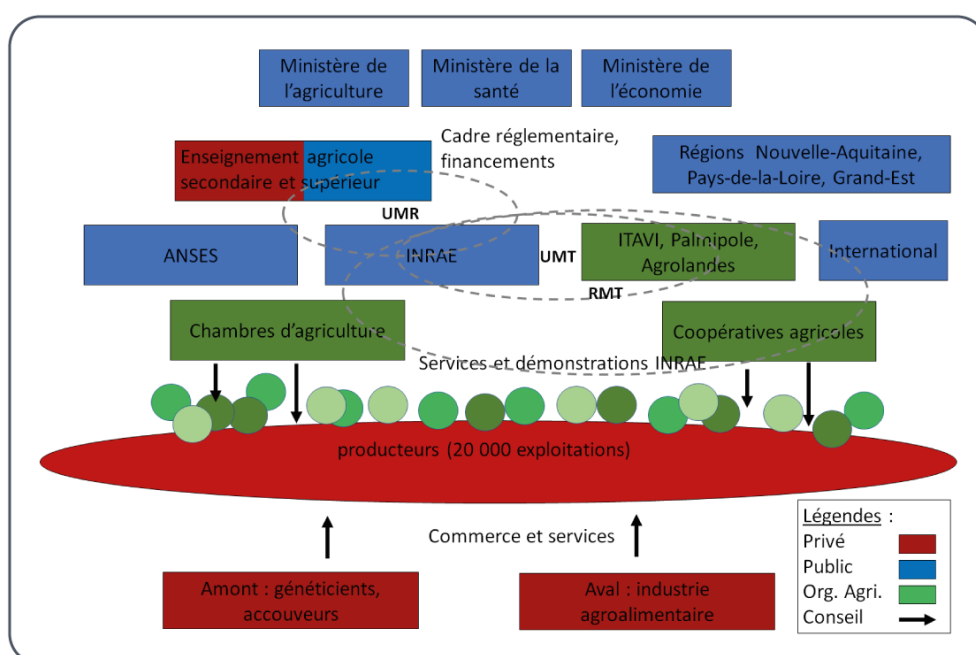 Ministère de
l'agriculture
Ministère de la
santé
Ministère de
l'économie
Enseignement agricole
secondaire et supérieur
Cadre réglementaire,
financements
Régions Nouvelle-Aquitaine,
Pays-de-la-Loire, Grand-Est
UMR
ANSES
INRAE
UMT
ITAVI, Palmipole,
Agrolandes
International
RMT
Chambres d'agriculture
Coopératives agricoles
Services et démonstrations INRAE
producteurs (20 000 exploitations)
Commerce et services
Amont : généticiens,
accouveurs
Aval : industrie
agroalimentaire
Légendes :
Privé
Public
Org. Agri.
Conseil